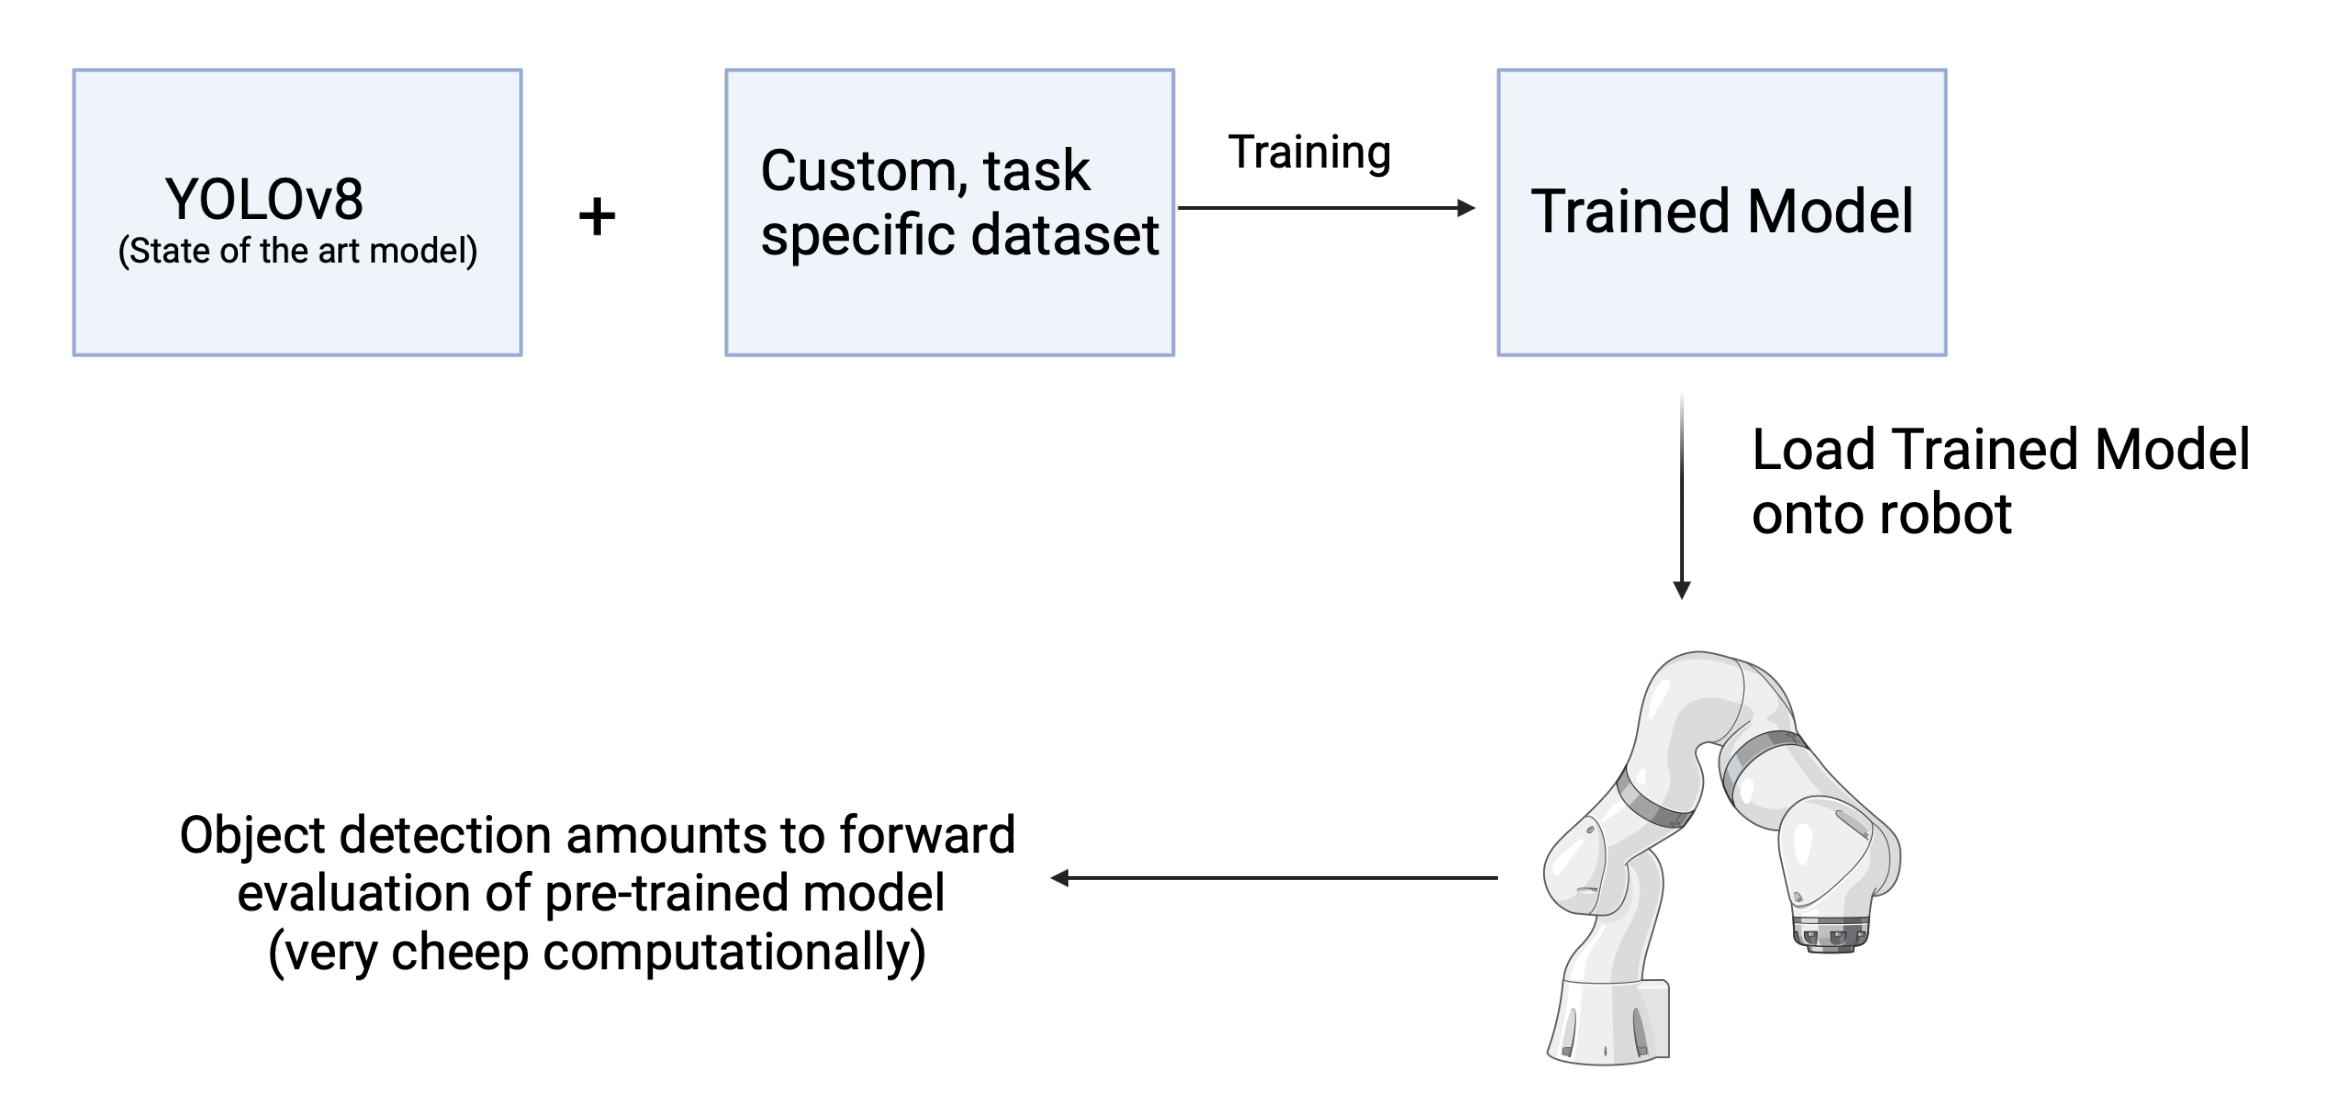 YOLOv8
(State of the art model)
+
Custom, task
specific dataset
Training
Trained Model
Load Trained Model
onto robot
Object detection amounts to forward
evaluation of pre-trained model
(very cheep computationally)